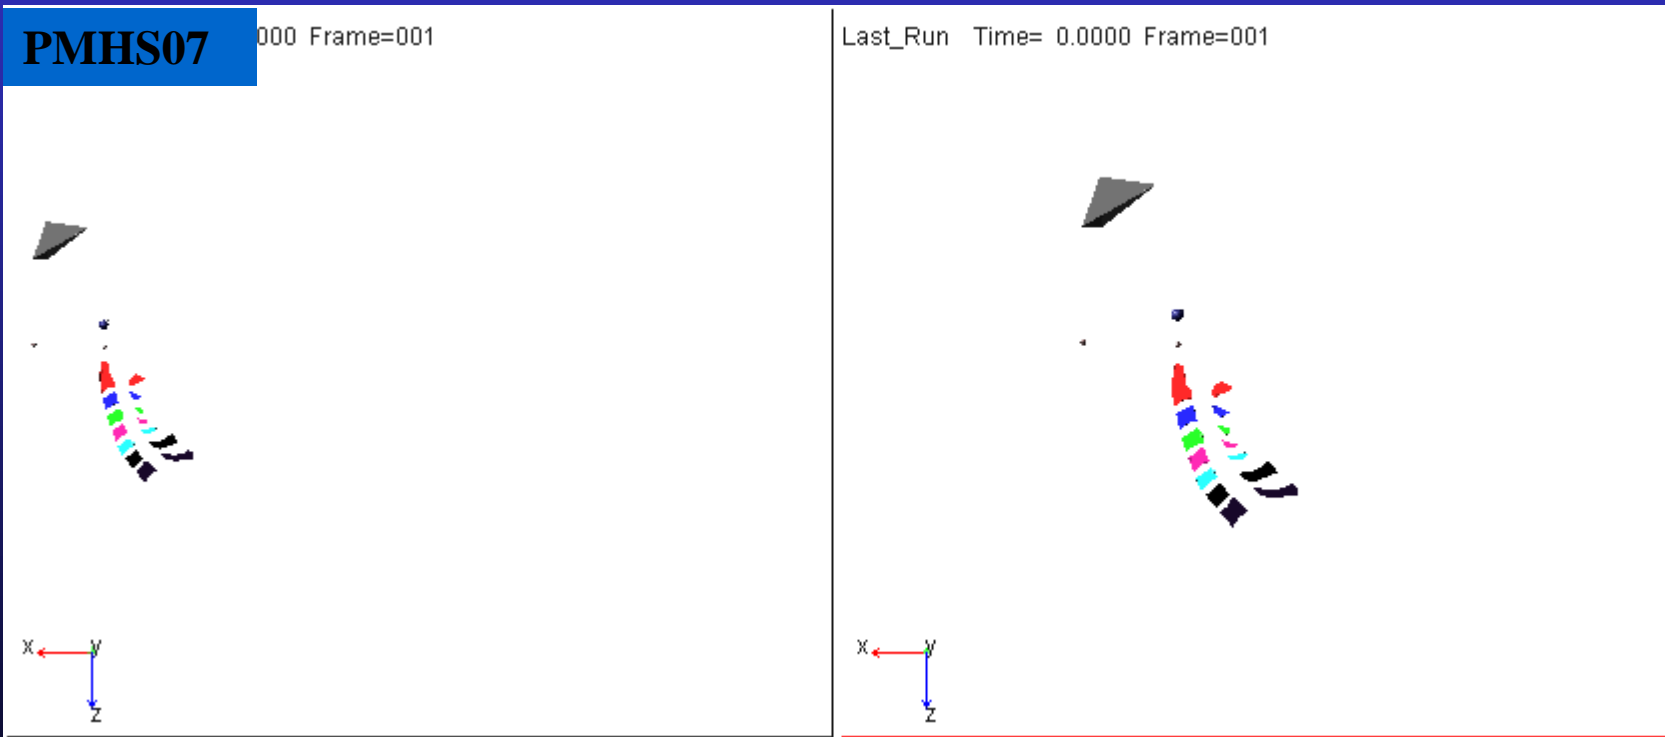 PMHS07
000 Frame=001
Last_Run Time= 0.0000 Frame=001
X
y
z
X
y
z